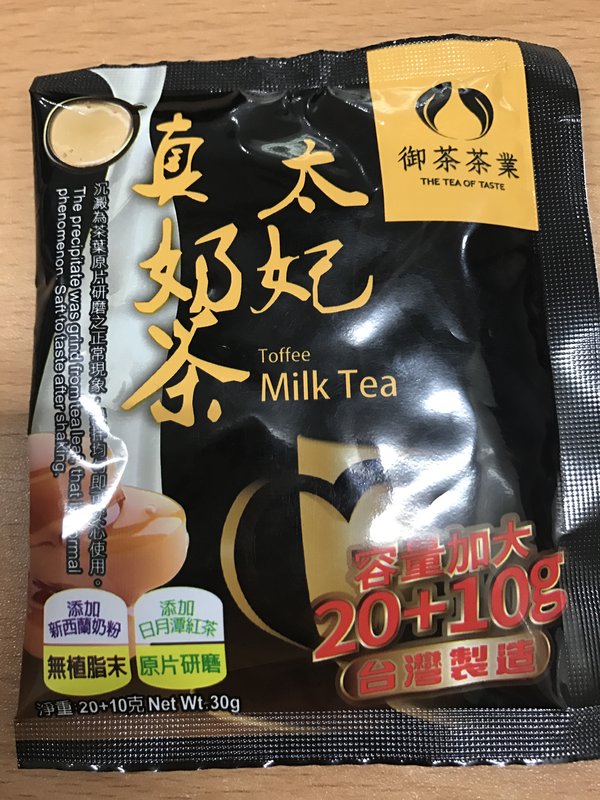 御茶茶業
THE TEA OF TASTE
太妃
真奶茶
Toffee
Milk Tea
沉澱為茶葉原片研磨之正常現象
即 心使用。
The precipitate was grind from tea leaf that
normal
phenomenon. Saft to taste after shaking.
容量加大
20+10g
台灣製造
添加
新西蘭奶粉
無植脂末
添加
日月潭紅茶
原片研磨
淨重 20+10克 Net Wt. 30g